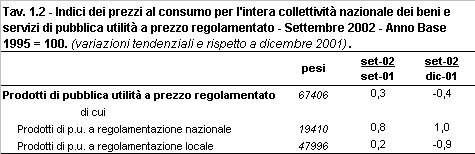 Tav. 1.2 - Indici dei prezzi al consumo per l'intera collettività nazionale dei beni e
servizi di pubblica utilità a prezzo regolamentato - Settembre 2002 - Anno Base
1995 = 100. (variazioni tendenziali e rispetto a dicembre 2001) .
pesi set-02 set-02
set-01 dic-01
Prodotti di pubblica utilità a prezzo regolamentato 67406 0,3 -0,4
di cui
Prodotti di p.u. a regolamentazione nazionale 19410 0,8 1,0
Prodotti di p.u. a regolamentazione locale 47996 0,2 -0,9